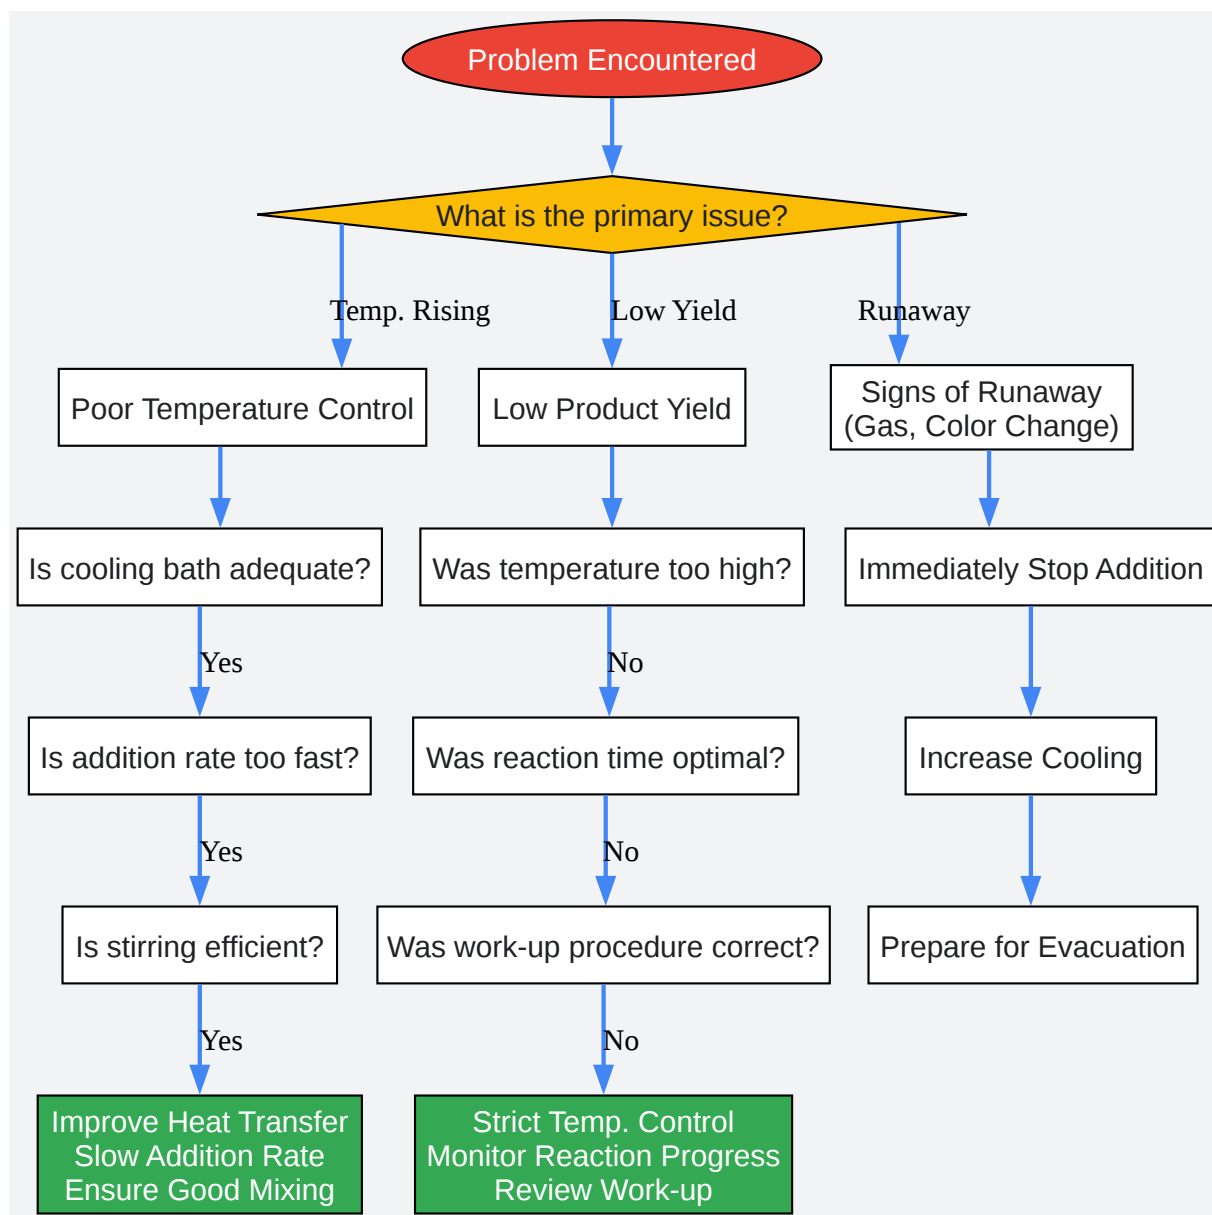 Problem Encountered
What is the primary issue?
Temp. Rising
Low Yield
Runaway
Poor Temperature Control
Low Product Yield
Signs of Runaway
(Gas, Color Change)
Is cooling bath adequate?
Was temperature too high?
Immediately Stop Addition
Yes
No
Is addition rate too fast?
Was reaction time optimal?
Increase Cooling
Yes
No
Is stirring efficient?
Was work-up procedure correct?
Prepare for Evacuation
Yes
No
Improve Heat Transfer
Slow Addition Rate
Ensure Good Mixing
Strict Temp. Control
Monitor Reaction Progress
Review Work-up